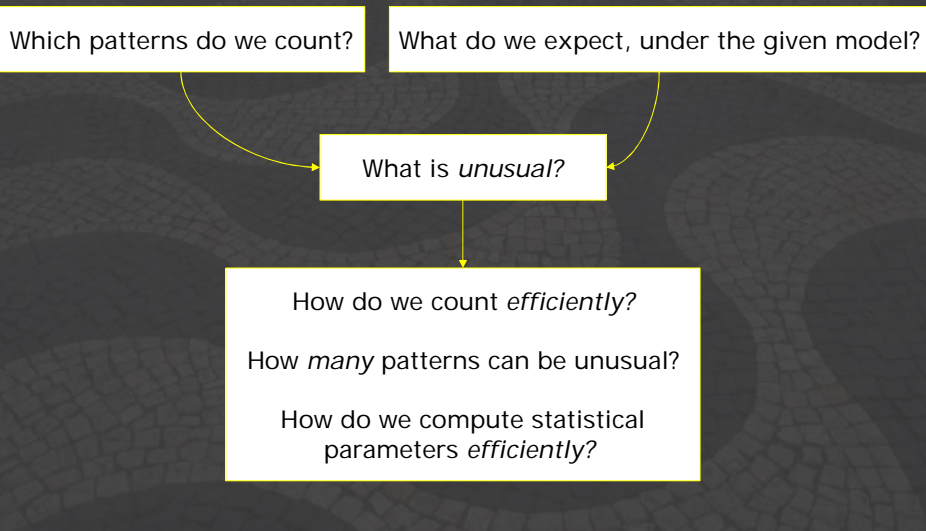 Which patterns do we count?
What do we expect, under the given model?
What is unusual?
How do we count efficiently?
How many patterns can be unusual?
How do we compute statistical
parameters efficiently?